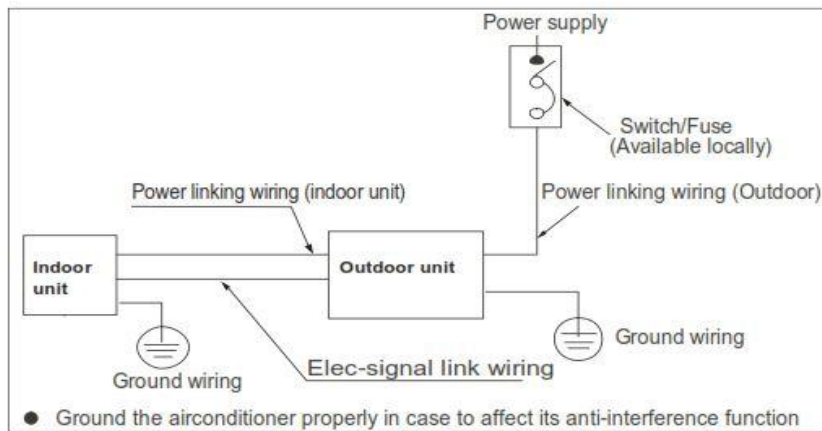 Power supply
Switch/Fuse
(Available locally)
Power linking wiring (indoor unit)
Power linking wiring (Outdoor)
Indoor
unit
Outdoor unit
Ground wiring
Elec-signal link wiring
Ground wiring
● Ground the airconditioner properly in case to affect its anti-interference function